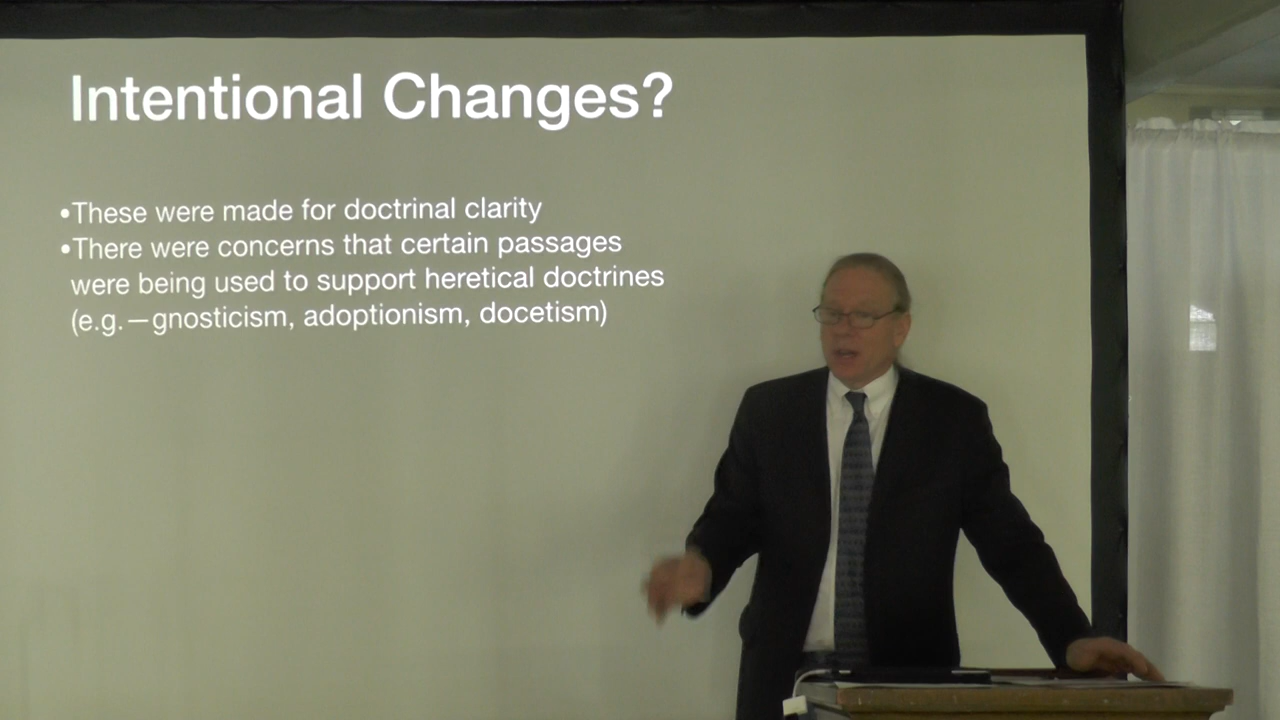 Intentional Changes?
•These were made for doctrinal clarity
•There were concerns that certain passages
were being used to support heretical doctrines
(e.g.—gnosticism, adoptionism, docetism)